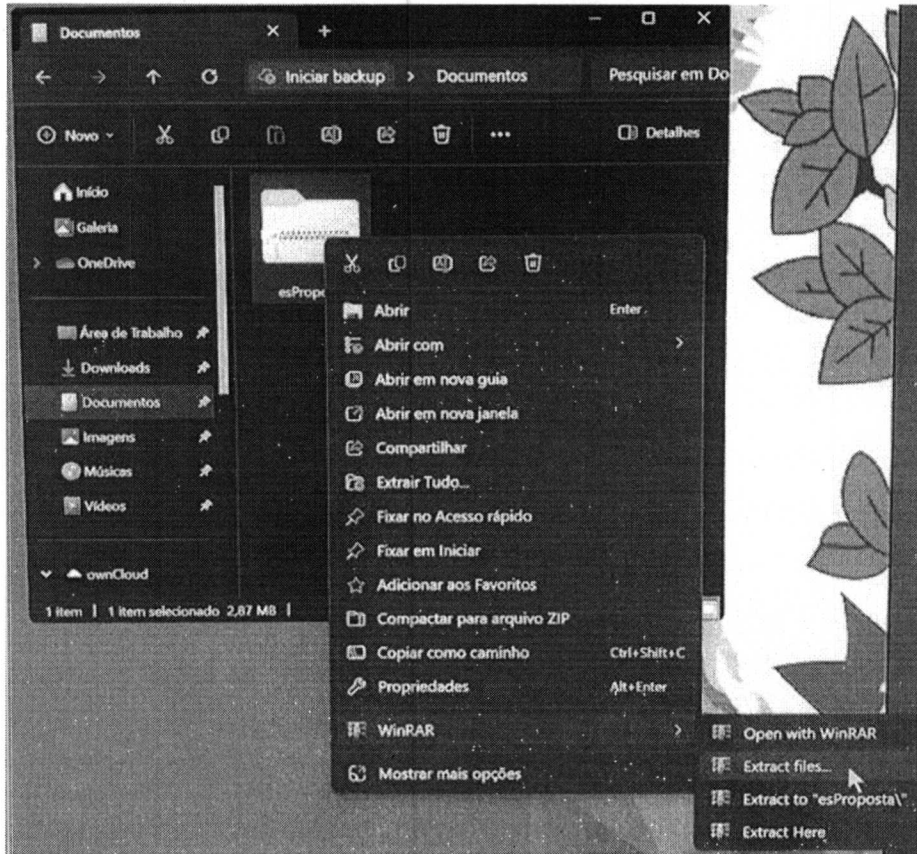 Documentos
Iniciar backup > Documentos Pesquisar em Do
Novo ... Detalhes
Início
Galeria
OneDrive
Área de Trabalho
Downloads
Documentos
Imagens
Músicas
Vídeos
ownCloud
1 item | 1 item selecionado 2,87 MB |
esPropo
Abrir Enter
Abrir com
Abrir em nova guia
Abrir em nova janela
Compartilhar
Extrair Tudo...
Fixar no Acesso rápido
Fixar em Iniciar
Adicionar aos Favoritos
Compactar para arquivo ZIP
Copiar como caminho Ctrl+Shift+C
Propriedades Alt+Enter
WinRAR
Mostrar mais opções
Open with WinRAR
Extract files...
Extract to "esProposta\"
Extract Here